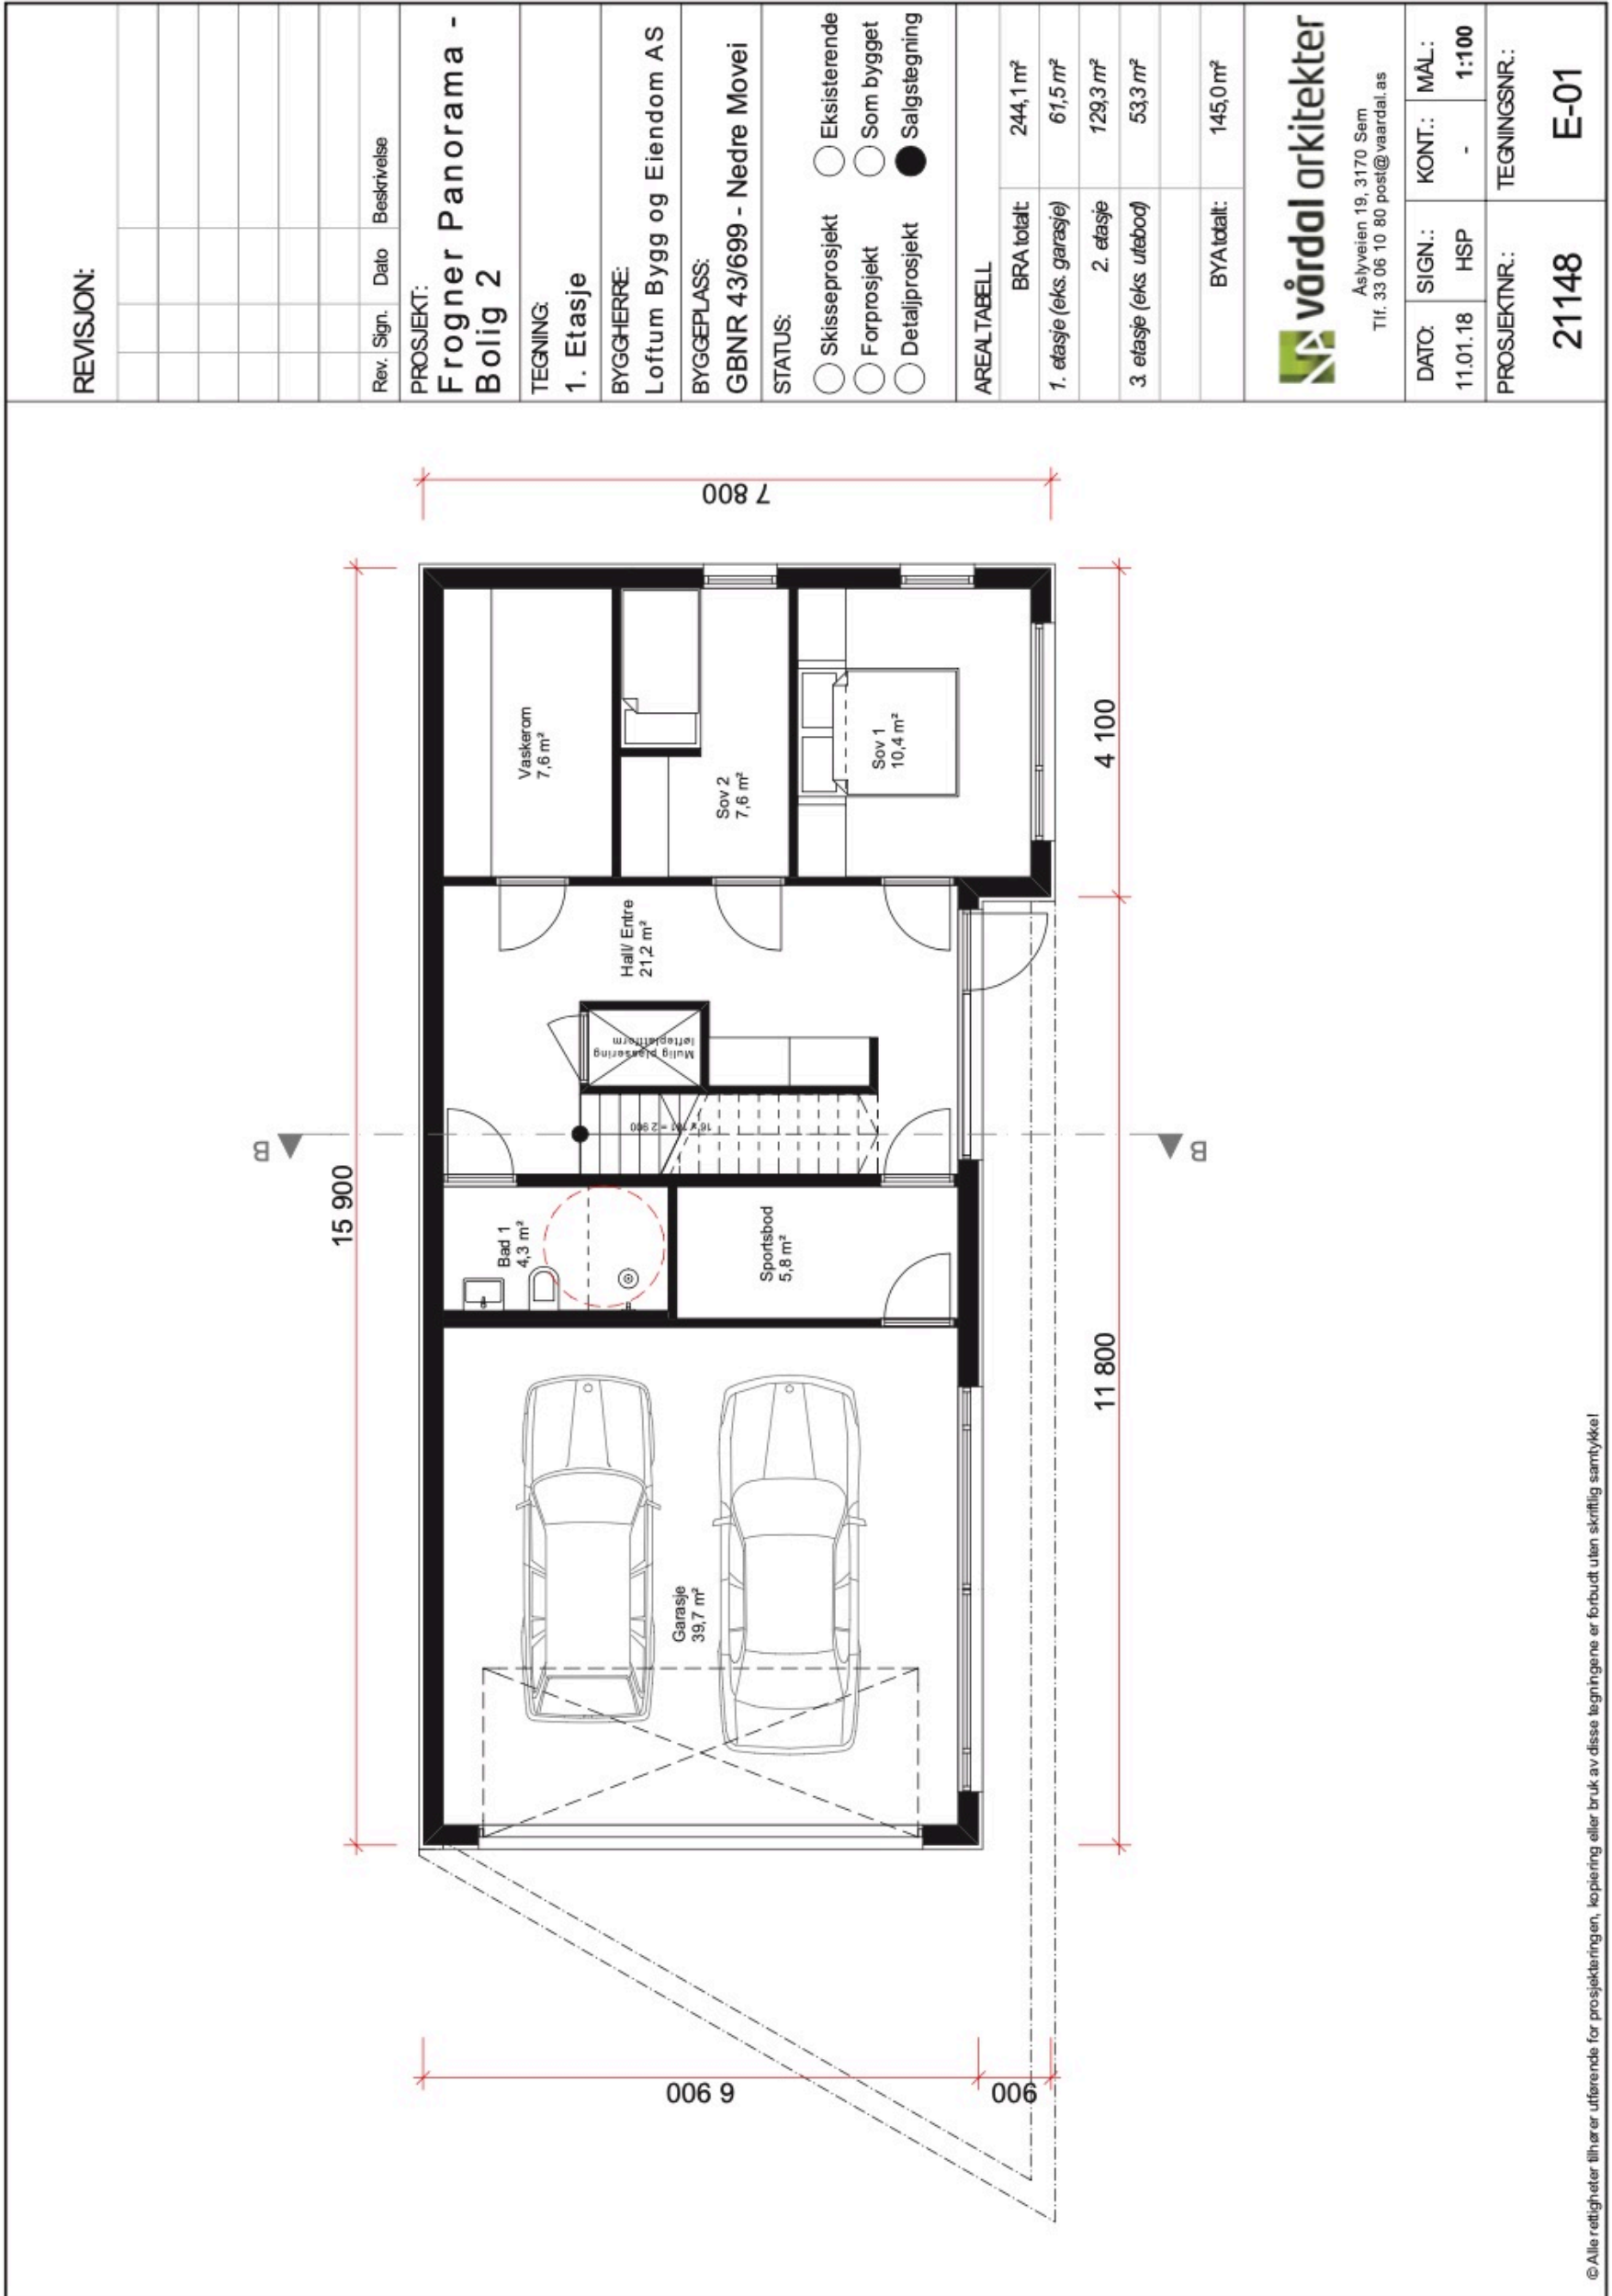 REVISJON:
Rev. Sign. Dato Beskrivelse
PROSJEKT:
Frogner Panorama -
Bolig 2
TEGNING:
1. Etasje
BYGGHERRE:
Loftum Bygg og Eiendom AS
BYGGEPLASS:
GBNR 43/699 - Nedre Movei
STATUS:
Skisseprosjekt Eksisterende
Forprosjekt Som bygget
Detaljprosjekt Salgstegning
AREALTABELL
BRA totalt: 244,1 m²
1. etasje (eks. garasje) 61,5 m²
2. etasje 129,3 m²
3. etasje (eks. utebod) 53,3 m²
BYA totalt: 145,0 m²
vårdal arkitekter
Åslyveien 19, 3170 Sem
Tlf. 33 06 10 80 post@vaardal.as
DATO: SIGN.: KONT.: MÅL.:
11.01.18 HSP - 1:100
PROSJEKTNR.: TEGNINGSNR.:
21148 E-01
15 900
7 800
B
B
Vaskerom
7,6 m²
Sov 2
7,6 m²
Sov 1
10,4 m²
Hall/ Entre
21,2 m²
Mulig plassering
løfteplattform
16 x 181 = 2 900
Bad 1
4,3 m²
Sportsbod
5,8 m²
Garasje
39,7 m²
4 100
11 800
6 900
900
© Alle rettigheter tilhører utførende for prosjekteringen, kopiering eller bruk av disse tegningene er forbudt uten skriftlig samtykke!